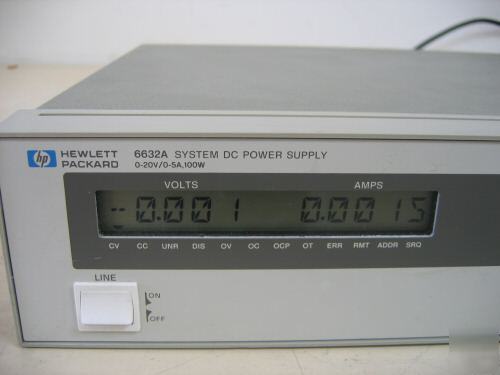 hp HEWLETT PACKARD 6632A SYSTEM DC POWER SUPPLY
0-20V/0-5A,100W
VOLTS AMPS
-0.001 0.0015
CV CC UNR DIS OV OC OCP OT ERR RMT ADDR SRQ
LINE
ON
OFF